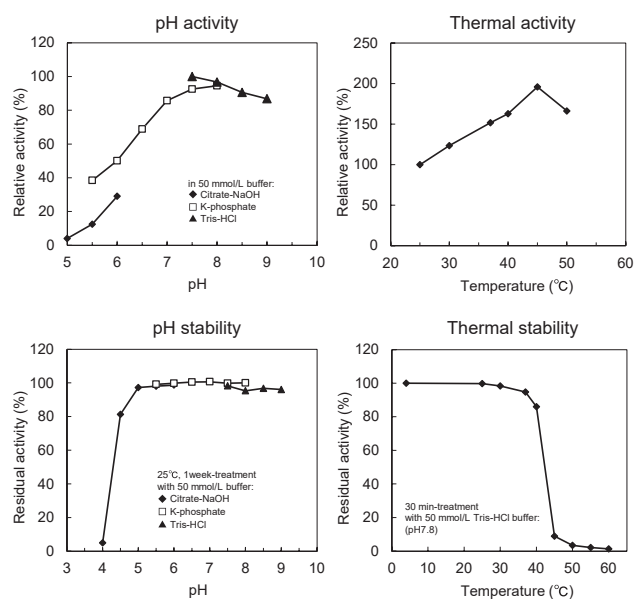 pH activity
Relative activity (%)
120
100
80
60
40
20
0
in 50 mmol/L buffer:
Citrate-NaOH
K-phosphate
Tris-HCl
5 6 7 8 9 10
pH
Thermal activity
Relative activity (%)
250
200
150
100
50
0
20 30 40 50 60
Temperature (℃)
pH stability
Residual activity (%)
120
100
80
60
40
20
0
25℃, 1week-treatment
with 50 mmol/L buffer:
Citrate-NaOH
K-phosphate
Tris-HCl
3 4 5 6 7 8 9 10
pH
Thermal stability
Residual activity (%)
120
100
80
60
40
20
0
30 min-treatment
with 50 mmol/L Tris-HCl buffer:
(pH7.8)
0 10 20 30 40 50 60
Temperature (℃)